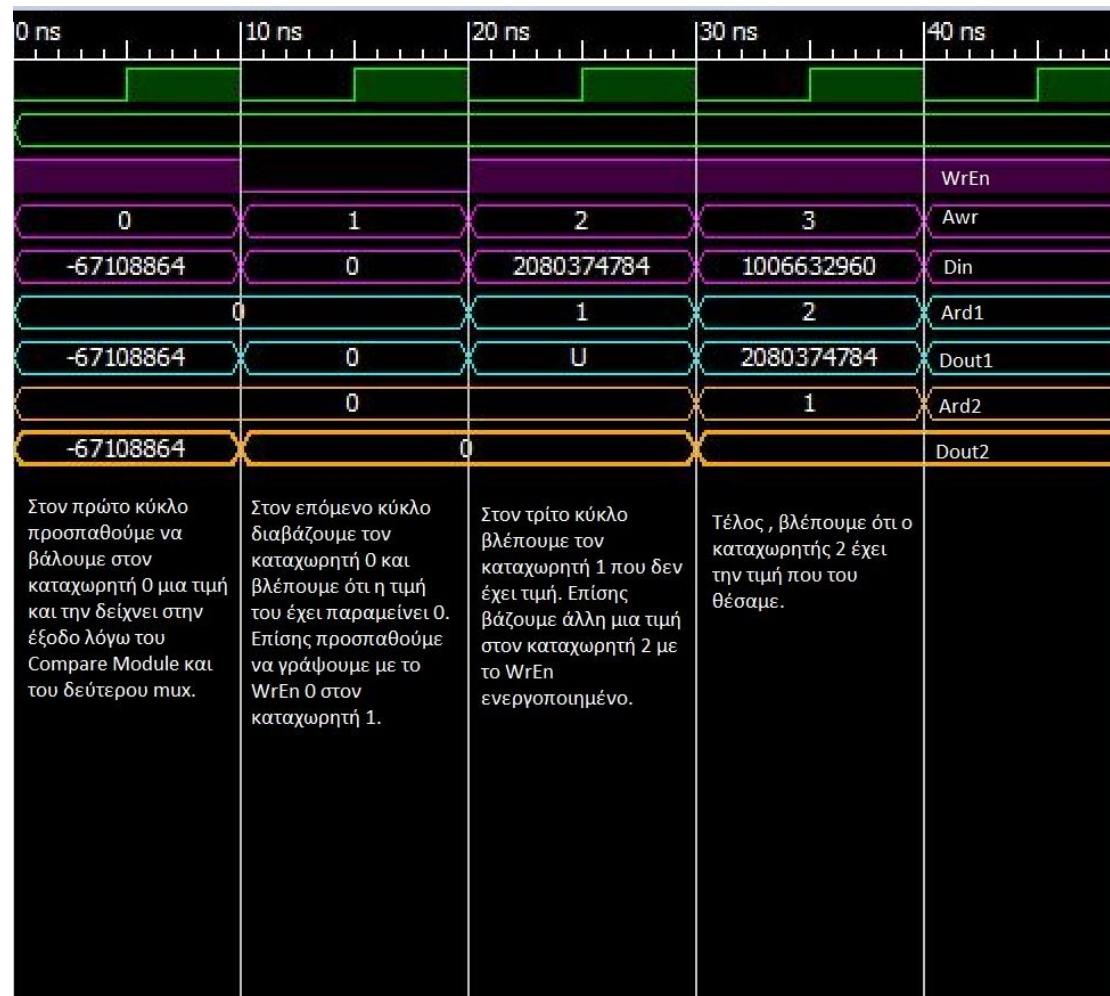 0 ns 10 ns 20 ns 30 ns 40 ns
WrEn
0 1 2 3 Awr
-67108864 0 2080374784 1006632960 Din
0 1 2 Ard1
-67108864 0 U 2080374784 Dout1
0 1 Ard2
-67108864 0 Dout2
Στον πρώτο κύκλο
προσπαθούμε να
βάλουμε στον
καταχωρητή 0 μια τιμή
και την δείχνει στην
έξοδο λόγω του
Compare Module και
του δεύτερου mux.
Στον επόμενο κύκλο
διαβάζουμε τον
καταχωρητή 0 και
βλέπουμε ότι η τιμή
του έχει παραμείνει 0.
Επίσης προσπαθούμε
να γράψουμε με το
WrEn 0 στον
καταχωρητή 1.
Στον τρίτο κύκλο
βλέπουμε τον
καταχωρητή 1 που δεν
έχει τιμή. Επίσης
βάζουμε άλλη μια τιμή
στον καταχωρητή 2 με
το WrEn
ενεργοποιημένο.
Τέλος , βλέπουμε ότι ο
καταχωρητής 2 έχει
την τιμή που του
θέσαμε.